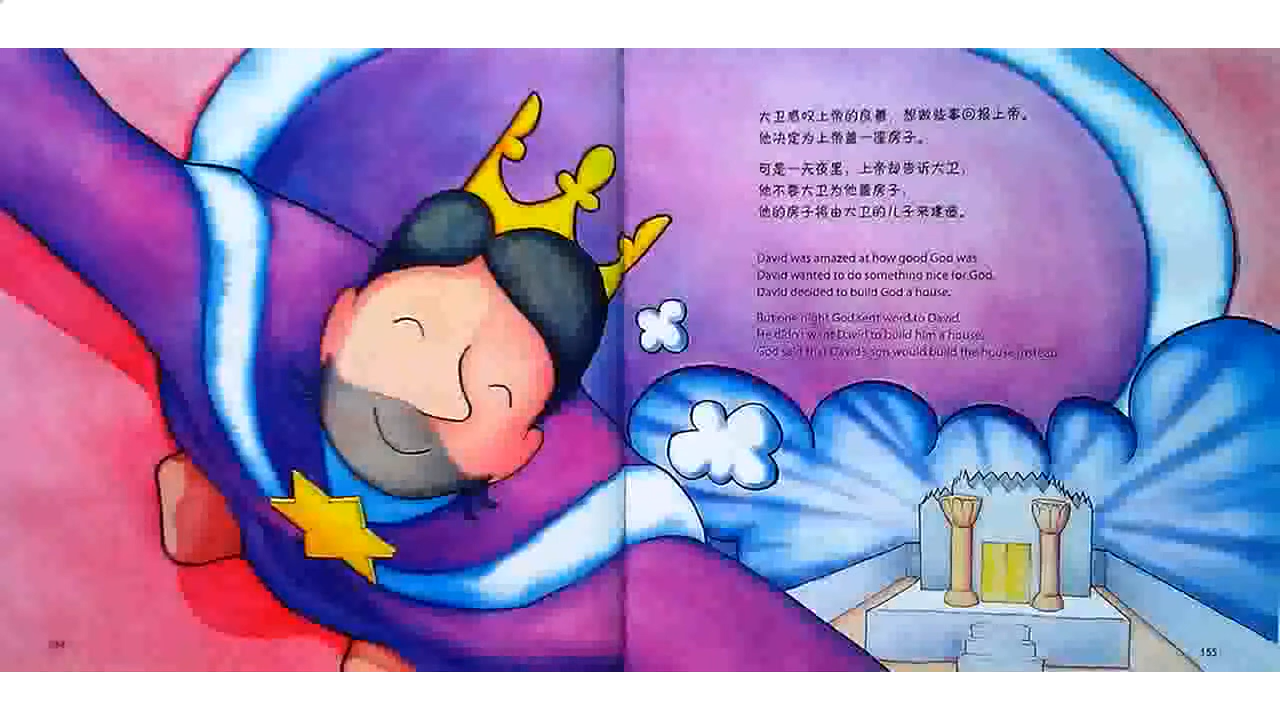 大卫感叹上帝的良善，想做些事回报上帝。
他决定为上帝盖一座房子。
可是一天夜里，上帝却告诉大卫，
他不要大卫为他盖房子，
他的房子将由大卫的儿子来建造。
David was amazed at how good God was.
David wanted to do something nice for God.
David decided to build God a house.
But one night God sent word to David.
He didn't want David to build him a house.
God said that David's son would build the house instead.
155